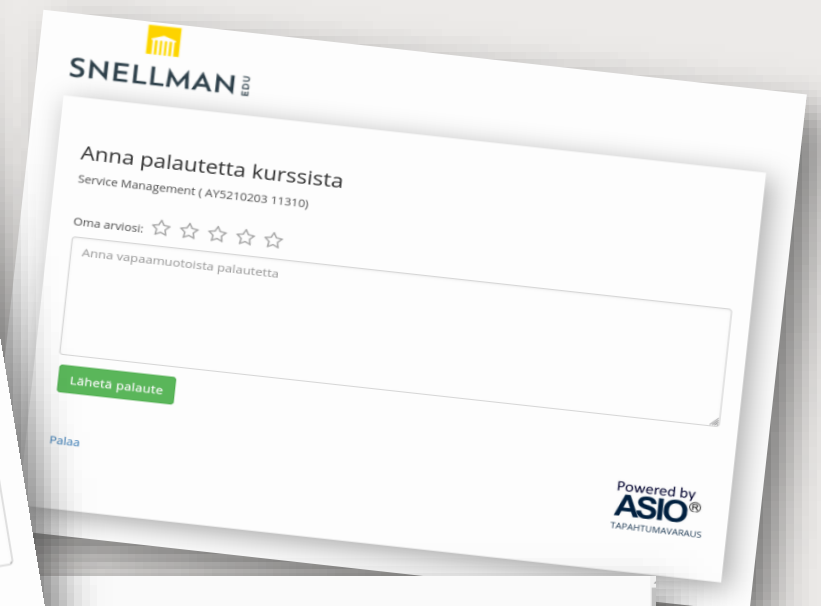 SNELLMAN EDU
Anna palautetta kurssista
Service Management ( AY5210203 11310)
Oma arviosi:
Anna vapaamuotoista palautetta
Lähetä palaute
Palaa
Powered by
ASIO®
TAPAHTUMAVARAUS